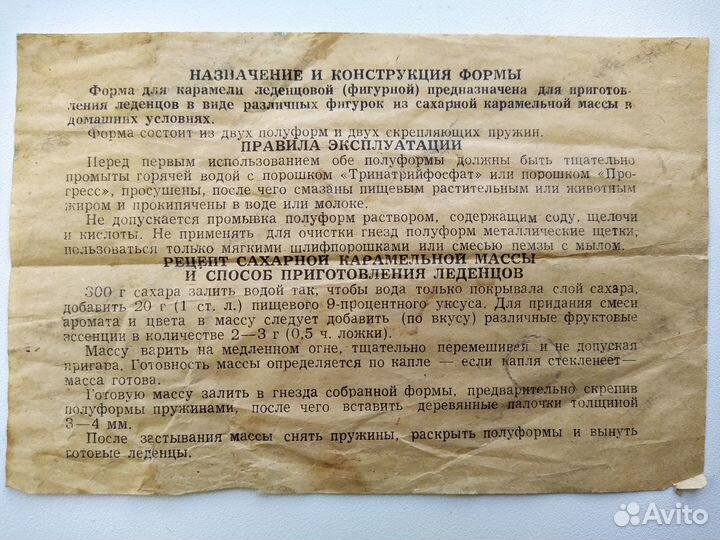 НАЗНАЧЕНИЕ И КОНСТРУКЦИЯ ФОРМЫ
Форма для карамели леденцовой (фигурной) предназначена для приготов-
ления леденцов в виде различных фигурок из сахарной карамельной массы в
домашних условиях.
Форма состоит из двух полуформ и двух скрепляющих пружин.
ПРАВИЛА ЭКСПЛУАТАЦИИ
Перед первым использованием обе полуформы должны быть тщательно
промыты горячей водой с порошком «Тринатрийфосфат» или порошком «Про-
гресс», просушены, после чего смазаны пищевым растительным или животным
жиром и прокипячены в воде или молоке.
Не допускается промывка полуформ раствором, содержащим соду, щелочи
и кислоты. Не применять для очистки гнезд полуформ металлические щетки,
пользоваться только мягкими шлифпорошками или смесью пемзы с мылом.
РЕЦЕПТ САХАРНОЙ КАРАМЕЛЬНОЙ МАССЫ
И СПОСОБ ПРИГОТОВЛЕНИЯ ЛЕДЕНЦОВ
300 г сахара залить водой так, чтобы вода только покрывала слой сахара,
добавить 20 г (1 ст. л.) пищевого 9-процентного уксуса. Для придания смеси
аромата и цвета в массу следует добавить (по вкусу) различные фруктовые
эссенции в количестве 2—3 г (0,5 ч. ложки).
Массу варить на медленном огне, тщательно перемешивая и не допуская
пригара. Готовность массы определяется по капле — если капля стекленеет—
масса готова.
Готовую массу залить в гнезда собранной формы, предварительно скрепив
полуформы пружинами, после чего вставить деревянные палочки толщиной
3—4 мм.
После застывания массы снять пружины, раскрыть полуформы и вынуть
готовые леденцы.
Avito